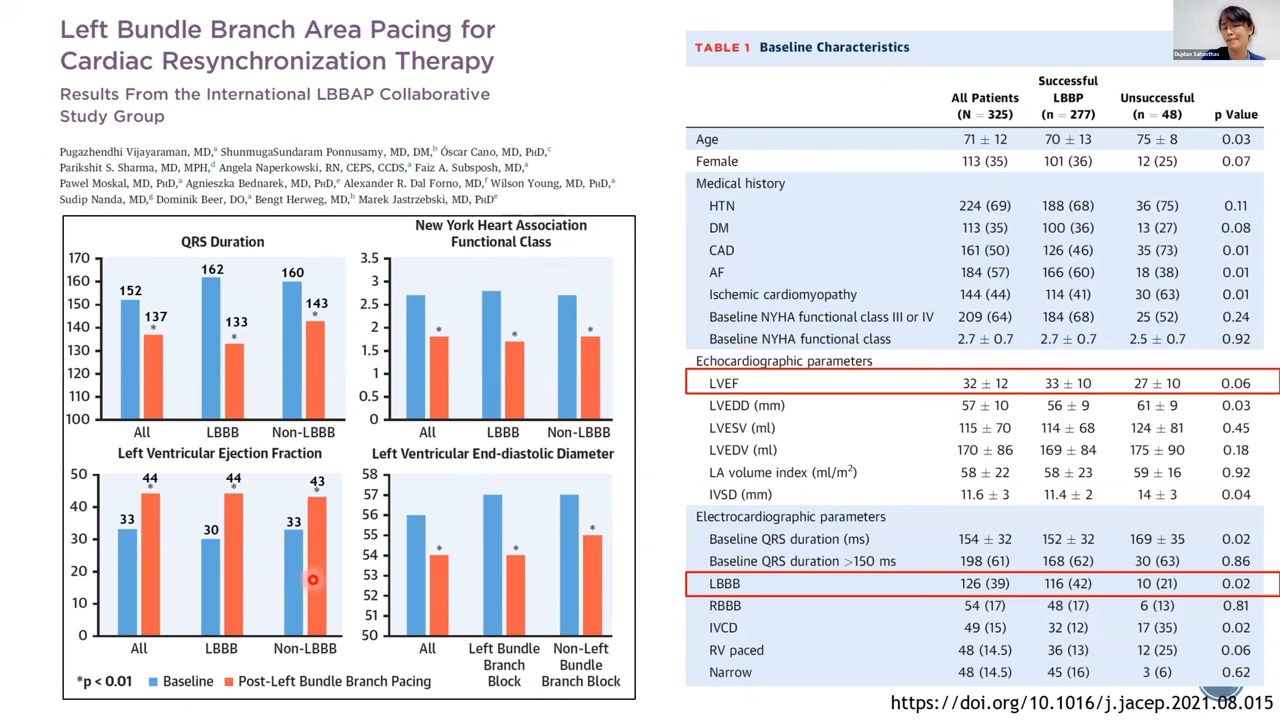 Left Bundle Branch Area Pacing for
Cardiac Resynchronization Therapy
Results From the International LBBAP Collaborative
Study Group
Pugazhendhi Vijayaraman, MD,a ShunmugaSundaram Ponnusamy, MD, DM,b Óscar Cano, MD, PhD,c
Parikshit S. Sharma, MD, MPH,d Angela Naperkowski, RN, CEPS, CCDS,a Faiz A. Subsposh, MD,a
Pawel Moskal, MD, PhD,e Agnieszka Bednarek, MD, PhD,e Alexander R. Dal Forno, MD,f Wilson Young, MD, PhD,a
Sudip Nanda, MD,g Dominik Beer, DO,a Bengt Herweg, MD,h Marek Jastrzebski, MD, PhDe
QRS Duration
170
160
150
140
130
120
110
100
152
137
*
162
133
*
160
143
*
All
LBBB
Non-LBBB
New York Heart Association
Functional Class
3.5
3
2.5
2
1.5
1
0.5
0
*
*
*
All
LBBB
Non-LBBB
Left Ventricular Ejection Fraction
50
40
30
20
10
0
33
44
*
30
44
*
33
43
*
All
LBBB
Non-LBBB
Left Ventricular End-diastolic Diameter
58
57
56
55
54
53
52
51
50
*
*
*
All
Left Bundle
Branch
Block
Non-Left
Bundle
Branch Block
*p < 0.01 Baseline Post-Left Bundle Branch Pacing
TABLE 1 Baseline Characteristics
All Patients
(N = 325)
Successful
LBBP
(n = 277)
Unsuccessful
(n = 48)
p Value
Age 71 ± 12 70 ± 13 75 ± 8 0.03
Female 113 (35) 101 (36) 12 (25) 0.07
Medical history
HTN 224 (69) 188 (68) 36 (75) 0.11
DM 113 (35) 100 (36) 13 (27) 0.08
CAD 161 (50) 126 (46) 35 (73) 0.01
AF 184 (57) 166 (60) 18 (38) 0.01
Ischemic cardiomyopathy 144 (44) 114 (41) 30 (63) 0.01
Baseline NYHA functional class III or IV 209 (64) 184 (68) 25 (52) 0.24
Baseline NYHA functional class 2.7 ± 0.7 2.7 ± 0.7 2.5 ± 0.7 0.92
Echocardiographic parameters
LVEF 32 ± 12 33 ± 10 27 ± 10 0.06
LVEDD (mm) 57 ± 10 56 ± 9 61 ± 9 0.03
LVESV (ml) 115 ± 70 114 ± 68 124 ± 81 0.45
LVEDV (ml) 170 ± 86 169 ± 84 175 ± 90 0.18
LA volume index (ml/m2) 58 ± 22 58 ± 23 59 ± 16 0.92
IVSD (mm) 11.6 ± 3 11.4 ± 2 14 ± 3 0.04
Electrocardiographic parameters
Baseline QRS duration (ms) 154 ± 32 152 ± 32 169 ± 35 0.02
Baseline QRS duration >150 ms 198 (61) 168 (62) 30 (63) 0.86
LBBB 126 (39) 116 (42) 10 (21) 0.02
RBBB 54 (17) 48 (17) 6 (13) 0.81
IVCD 49 (15) 32 (12) 17 (35) 0.02
RV paced 48 (14.5) 36 (13) 12 (25) 0.06
Narrow 48 (14.5) 45 (16) 3 (6) 0.62
https://doi.org/10.1016/j.jacep.2021.08.015
Dujdao Sahasthas